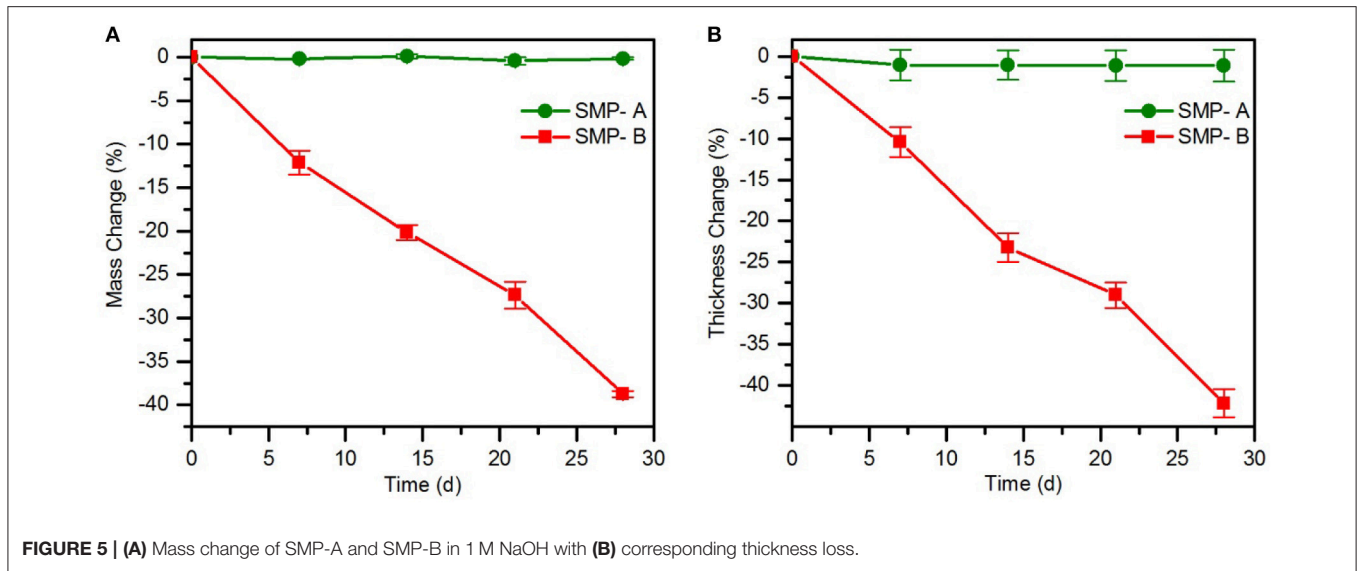 A
0
-5
-10
-15
-20
-25
-30
-35
-40
Mass Change (%)
SMP- A
SMP- B
0 5 10 15 20 25 30
Time (d)
B
0
-5
-10
-15
-20
-25
-30
-35
-40
Thickness Change (%)
SMP- A
SMP- B
0 5 10 15 20 25 30
Time (d)
FIGURE 5 | (A) Mass change of SMP-A and SMP-B in 1 M NaOH with (B) corresponding thickness loss.